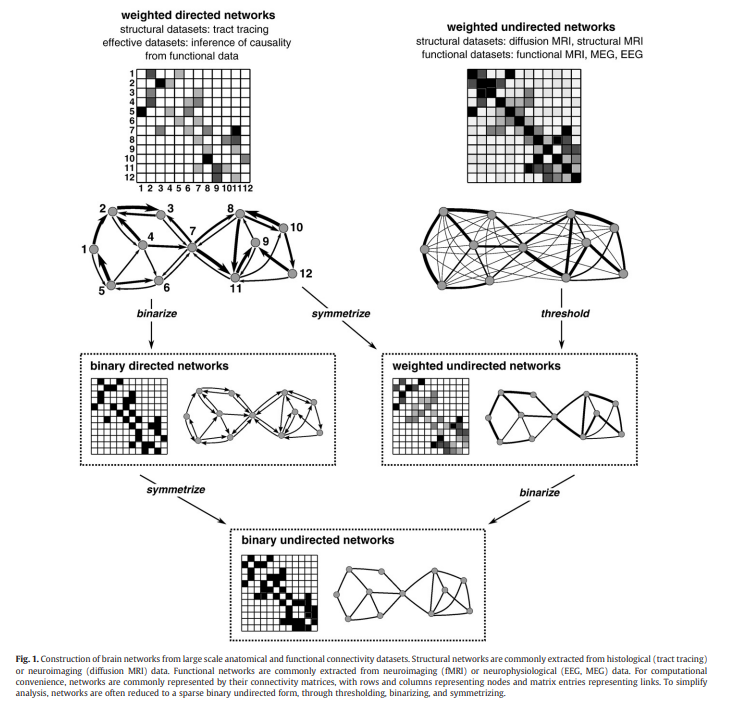 weighted directed networks
structural datasets: tract tracing
effective datasets: inference of causality
from functional data
weighted undirected networks
structural datasets: diffusion MRI, structural MRI
functional datasets: functional MRI, MEG, EEG
1
2
3
4
5
6
7
8
9
10
11
12
1 2 3 4 5 6 7 8 9 10 11 12
2
3
8
10
4
7
9
1
12
5
6
11
binarize
symmetrize
threshold
binary directed networks
weighted undirected networks
symmetrize
binarize
binary undirected networks
Fig. 1. Construction of brain networks from large scale anatomical and functional connectivity datasets. Structural networks are commonly extracted from histological (tract tracing)
or neuroimaging (diffusion MRI) data. Functional networks are commonly extracted from neuroimaging (fMRI) or neurophysiological (EEG, MEG) data. For computational
convenience, networks are commonly represented by their connectivity matrices, with rows and columns representing nodes and matrix entries representing links. To simplify
analysis, networks are often reduced to a sparse binary undirected form, through thresholding, binarizing, and symmetrizing.